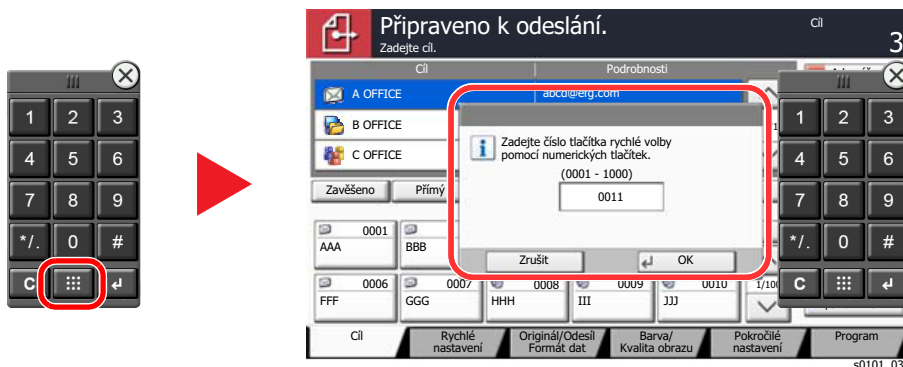 1 2 3
4 5 6
7 8 9
*/. 0 #
C
Připraveno k odeslání.
Zadejte cíl.
Cíl
3
Cíl Podrobnosti
A OFFICE abcd@efg.com
B OFFICE
C OFFICE
Zadejte číslo tlačítka rychlé volby
pomocí numerických tlačítek.
(0001 - 1000)
0011
Zrušit OK
Zavěšeno Přímý
0001
AAA BBB
0006 0007 0008 0009 0010
FFF GGG HHH III JJJ
1/100
1 2 3
4 5 6
7 8 9
*/. 0 #
C
Cíl
Rychlé
nastavení
Originál/Odesíl
Formát dat
Barva/
Kvalita obrazu
Pokročilé
nastavení
Program
s0101_03